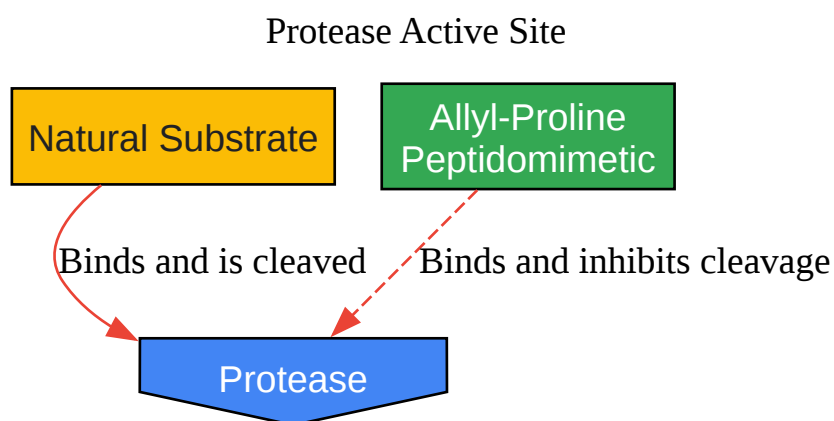 Protease Active Site
Natural Substrate
Allyl-Proline
Peptidomimetic
Binds and is cleaved
Binds and inhibits cleavage
Protease